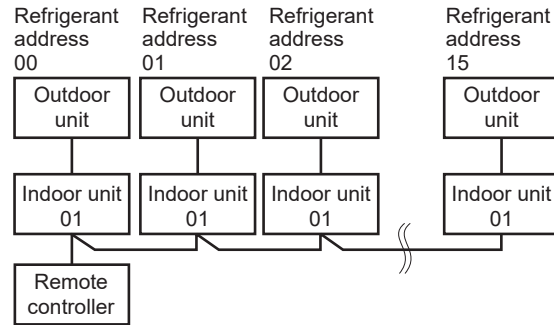 Refrigerant
address
00
Refrigerant
address
01
Refrigerant
address
02
Refrigerant
address
15
Outdoor
unit
Outdoor
unit
Outdoor
unit
Outdoor
unit
Indoor unit
01
Indoor unit
01
Indoor unit
01
Indoor unit
01
Remote
controller